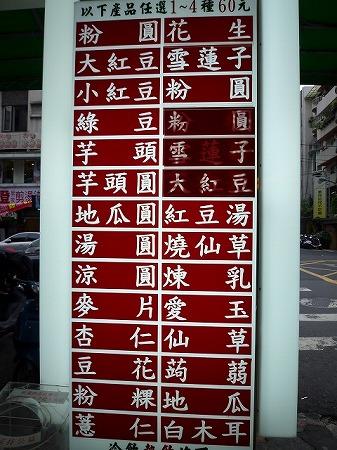 以下產品任選1~4種60元
粉圓 花生
大紅豆 雪蓮子
小紅豆 粉圓
綠豆 粉圓
芋頭 雪蓮子
芋頭圓 大紅豆
地瓜圓 紅豆湯
湯圓 燒仙草
涼圓 煉乳
麥片 愛玉
杏仁 仙草
豆花 蒟蒻
粉粿 地瓜
薏仁 白木耳